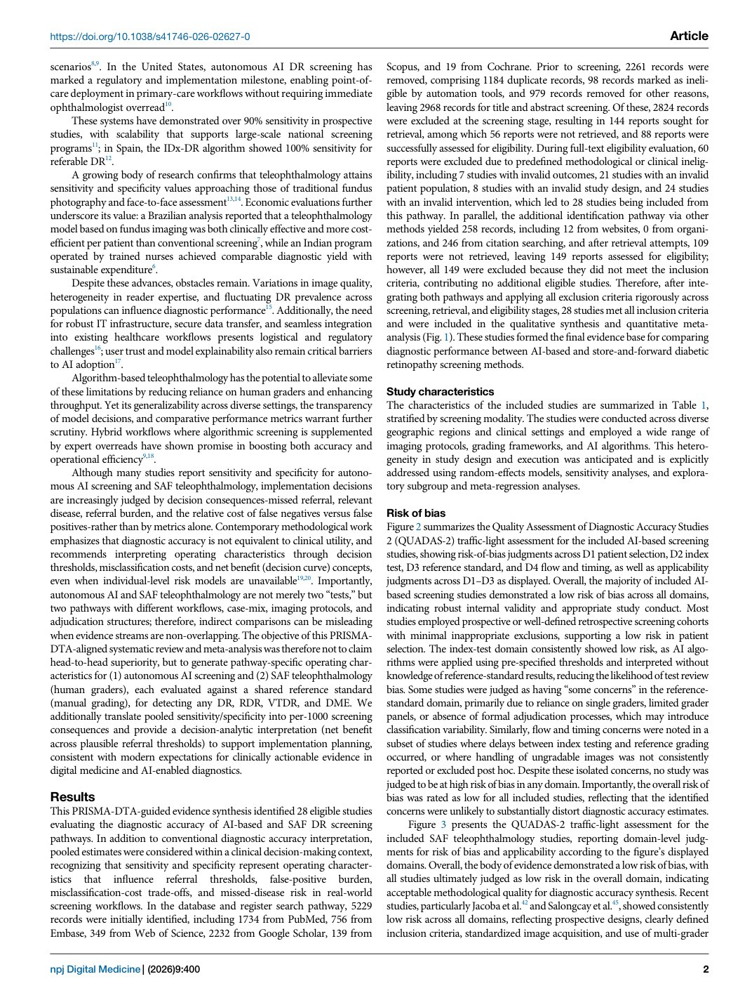 https://doi.org/10.1038/s41746-026-02627-0
Article
scenarios8,9. In the United States, autonomous AI DR screening has
marked a regulatory and implementation milestone, enabling point-of-
care deployment in primary-care workflows without requiring immediate
ophthalmologist overread10.
These systems have demonstrated over 90% sensitivity in prospective
studies, with scalability that supports large-scale national screening
programs11; in Spain, the IDx-DR algorithm showed 100% sensitivity for
referable DR12.
A growing body of research confirms that teleophthalmology attains
sensitivity and specificity values approaching those of traditional fundus
photography and face-to-face assessment13,14. Economic evaluations further
underscore its value: a Brazilian analysis reported that a teleophthalmology
model based on fundus imaging was both clinically effective and more cost-
efficient per patient than conventional screening7, while an Indian program
operated by trained nurses achieved comparable diagnostic yield with
sustainable expenditure6.
Despite these advances, obstacles remain. Variations in image quality,
heterogeneity in reader expertise, and fluctuating DR prevalence across
populations can influence diagnostic performance15. Additionally, the need
for robust IT infrastructure, secure data transfer, and seamless integration
into existing healthcare workflows presents logistical and regulatory
challenges16; user trust and model explainability also remain critical barriers
to AI adoption17.
Algorithm-based teleophthalmology has the potential to alleviate some
of these limitations by reducing reliance on human graders and enhancing
throughput. Yet its generalizability across diverse settings, the transparency
of model decisions, and comparative performance metrics warrant further
scrutiny. Hybrid workflows where algorithmic screening is supplemented
by expert overreads have shown promise in boosting both accuracy and
operational efficiency9,18.
Although many studies report sensitivity and specificity for autono-
mous AI screening and SAF teleophthalmology, implementation decisions
are increasingly judged by decision consequences-missed referral, relevant
disease, referral burden, and the relative cost of false negatives versus false
positives-rather than by metrics alone. Contemporary methodological work
emphasizes that diagnostic accuracy is not equivalent to clinical utility, and
recommends interpreting operating characteristics through decision
thresholds, misclassification costs, and net benefit (decision curve) concepts,
even when individual-level risk models are unavailable19,20. Importantly,
autonomous AI and SAF teleophthalmology are not merely two “tests,” but
two pathways with different workflows, case-mix, imaging protocols, and
adjudication structures; therefore, indirect comparisons can be misleading
when evidence streams are non-overlapping. The objective of this PRISMA-
DTA-aligned systematic review and meta-analysis was therefore not to claim
head-to-head superiority, but to generate pathway-specific operating char-
acteristics for (1) autonomous AI screening and (2) SAF teleophthalmology
(human graders), each evaluated against a shared reference standard
(manual grading), for detecting any DR, RDR, VTDR, and DME. We
additionally translate pooled sensitivity/specificity into per-1000 screening
consequences and provide a decision-analytic interpretation (net benefit
across plausible referral thresholds) to support implementation planning,
consistent with modern expectations for clinically actionable evidence in
digital medicine and AI-enabled diagnostics.
Results
This PRISMA-DTA-guided evidence synthesis identified 28 eligible studies
evaluating the diagnostic accuracy of AI-based and SAF DR screening
pathways. In addition to conventional diagnostic accuracy interpretation,
pooled estimates were considered within a clinical decision-making context,
recognizing that sensitivity and specificity represent operating character-
istics that influence referral thresholds, false-positive burden,
misclassification-cost trade-offs, and missed-disease risk in real-world
screening workflows. In the database and register search pathway, 5229
records were initially identified, including 1734 from PubMed, 756 from
Embase, 349 from Web of Science, 2232 from Google Scholar, 139 from
Scopus, and 19 from Cochrane. Prior to screening, 2261 records were
removed, comprising 1184 duplicate records, 98 records marked as ineli-
gible by automation tools, and 979 records removed for other reasons,
leaving 2968 records for title and abstract screening. Of these, 2824 records
were excluded at the screening stage, resulting in 144 reports sought for
retrieval, among which 56 reports were not retrieved, and 88 reports were
successfully assessed for eligibility. During full-text eligibility evaluation, 60
reports were excluded due to predefined methodological or clinical inelig-
ibility, including 7 studies with invalid outcomes, 21 studies with an invalid
patient population, 8 studies with an invalid study design, and 24 studies
with an invalid intervention, which led to 28 studies being included from
this pathway. In parallel, the additional identification pathway via other
methods yielded 258 records, including 12 from websites, 0 from organi-
zations, and 246 from citation searching, and after retrieval attempts, 109
reports were not retrieved, leaving 149 reports assessed for eligibility;
however, all 149 were excluded because they did not meet the inclusion
criteria, contributing no additional eligible studies. Therefore, after inte-
grating both pathways and applying all exclusion criteria rigorously across
screening, retrieval, and eligibility stages, 28 studies met all inclusion criteria
and were included in the qualitative synthesis and quantitative meta-
analysis (Fig. 1). These studies formed the final evidence base for comparing
diagnostic performance between AI-based and store-and-forward diabetic
retinopathy screening methods.
Study characteristics
The characteristics of the included studies are summarized in Table 1,
stratified by screening modality. The studies were conducted across diverse
geographic regions and clinical settings and employed a wide range of
imaging protocols, grading frameworks, and AI algorithms. This hetero-
geneity in study design and execution was anticipated and is explicitly
addressed using random-effects models, sensitivity analyses, and explora-
tory subgroup and meta-regression analyses.
Risk of bias
Figure 2 summarizes the Quality Assessment of Diagnostic Accuracy Studies
2 (QUADAS-2) traffic-light assessment for the included AI-based screening
studies, showing risk-of-bias judgments across D1 patient selection, D2 index
test, D3 reference standard, and D4 flow and timing, as well as applicability
judgments across D1–D3 as displayed. Overall, the majority of included AI-
based screening studies demonstrated a low risk of bias across all domains,
indicating robust internal validity and appropriate study conduct. Most
studies employed prospective or well-defined retrospective screening cohorts
with minimal inappropriate exclusions, supporting a low risk in patient
selection. The index-test domain consistently showed low risk, as AI algo-
rithms were applied using pre-specified thresholds and interpreted without
knowledge of reference-standard results, reducing the likelihood of test review
bias. Some studies were judged as having “some concerns” in the reference-
standard domain, primarily due to reliance on single graders, limited grader
panels, or absence of formal adjudication processes, which may introduce
classification variability. Similarly, flow and timing concerns were noted in a
subset of studies where delays between index testing and reference grading
occurred, or where handling of ungradable images was not consistently
reported or excluded post hoc. Despite these isolated concerns, no study was
judged to be at high risk of bias in any domain. Importantly, the overall risk of
bias was rated as low for all included studies, reflecting that the identified
concerns were unlikely to substantially distort diagnostic accuracy estimates.
Figure 3 presents the QUADAS-2 traffic-light assessment for the
included SAF teleophthalmology studies, reporting domain-level judg-
ments for risk of bias and applicability according to the figure’s displayed
domains. Overall, the body of evidence demonstrated a low risk of bias, with
all studies ultimately judged as low risk in the overall domain, indicating
acceptable methodological quality for diagnostic accuracy synthesis. Recent
studies, particularly Jacoba et al.42 and Salongcay et al.45, showed consistently
low risk across all domains, reflecting prospective designs, clearly defined
inclusion criteria, standardized image acquisition, and use of multi-grader
npj Digital Medicine | (2026)9:400
2